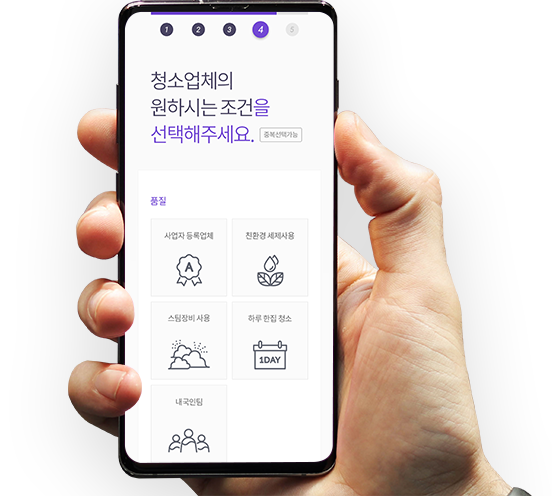 1 2 3 4 5
청소업체의
원하시는 조건을
선택해주세요. 중복선택가능
품질
사업자 등록업체 친환경 세제사용
A
스팀장비 사용 하루 한집 청소
1DAY
내국인팀